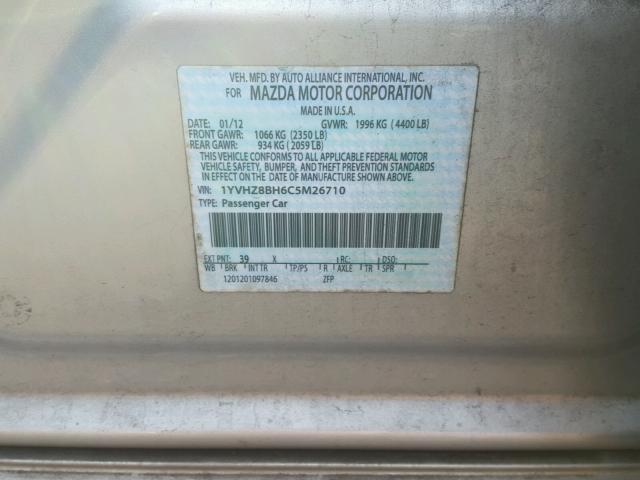 VEH. MFD. BY AUTO ALLIANCE INTERNATIONAL, INC.
FOR MAZDA MOTOR CORPORATION
MADE IN U.S.A.
DATE: 01/12 GVWR: 1996 KG ( 4400 LB)
FRONT GAWR: 1066 KG (2350 LB)
REAR GAWR: 934 KG ( 2059 LB)
THIS VEHICLE CONFORMS TO ALL APPLICABLE FEDERAL MOTOR
VEHICLE SAFETY, BUMPER, AND THEFT PREVENTION STANDARDS
IN EFFECT ON THE DATE OF MANUFACTURE SHOWN ABOVE.
VIN: 1YVHZ8BH6C5M26710
TYPE: Passenger Car
EXT PNT: 39 X RC: DSO:
WB BRK INT TR TP/PS R AXLE TR SPR
1201201097846 ZFP